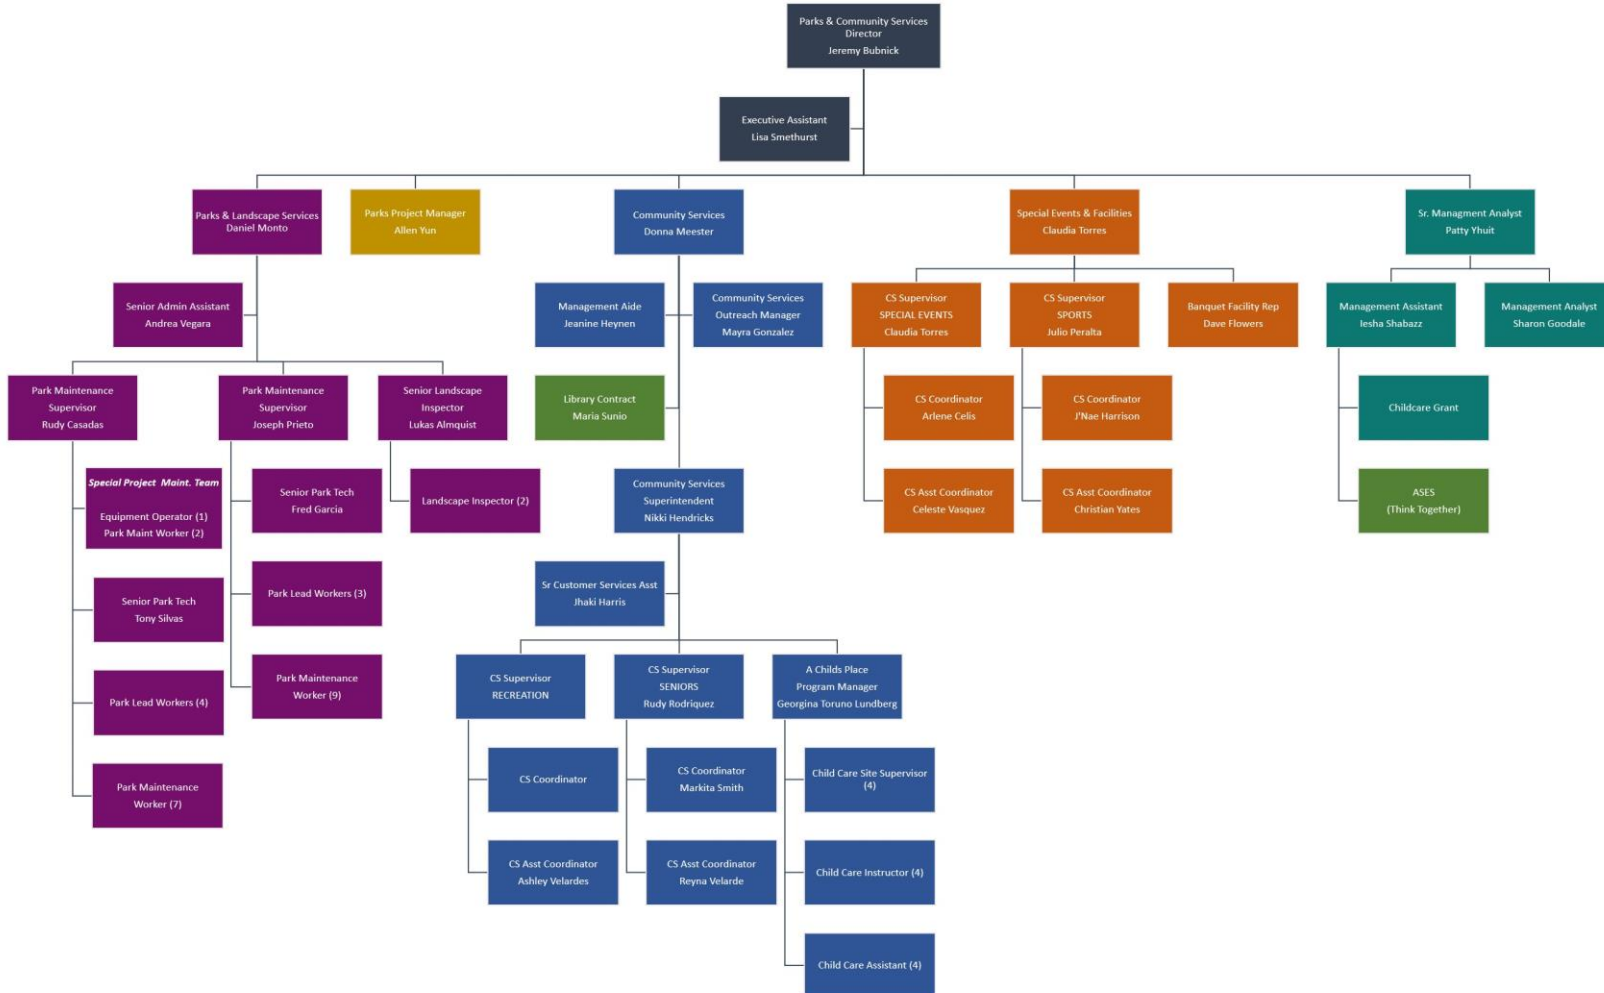 Parks & Community Services
Director
Jeremy Bubnick
Executive Assistant
Lisa Smethurst
Parks & Landscape Services
Daniel Monto
Parks Project Manager
Allen Yun
Community Services
Donna Meester
Special Events & Facilities
Claudia Torres
Sr. Managment Analyst
Patty Yhuit
Senior Admin Assistant
Andrea Vegara
Management Aide
Jeanine Heynen
Community Services
Outreach Manager
Mayra Gonzalez
CS Supervisor
SPECIAL EVENTS
Claudia Torres
CS Supervisor
SPORTS
Julio Peralta
Banquet Facility Rep
Dave Flowers
Management Assistant
Iesha Shabazz
Management Analyst
Sharon Goodale
Park Maintenance
Supervisor
Rudy Casadas
Park Maintenance
Supervisor
Joseph Prieto
Senior Landscape
Inspector
Lukas Almquist
Library Contract
Maria Sunio
CS Coordinator
Arlene Celis
CS Coordinator
J'Nae Harrison
Childcare Grant
Special Project Maint. Team
Equipment Operator (1)
Park Maint Worker (2)
Senior Park Tech
Fred Garcia
Landscape Inspector (2)
Community Services
Superintendent
Nikki Hendricks
CS Asst Coordinator
Celeste Vasquez
CS Asst Coordinator
Christian Yates
ASES
(Think Together)
Senior Park Tech
Tony Silvas
Park Lead Workers (3)
Sr Customer Services Asst
Jhaki Harris
Park Lead Workers (4)
Park Maintenance
Worker (9)
CS Supervisor
RECREATION
CS Supervisor
SENIORS
Rudy Rodriquez
A Childs Place
Program Manager
Georgina Toruno Lundberg
Park Maintenance
Worker (7)
CS Coordinator
CS Coordinator
Markita Smith
Child Care Site Supervisor
(4)
CS Asst Coordinator
Ashley Velardes
CS Asst Coordinator
Reyna Velarde
Child Care Instructor (4)
Child Care Assistant (4)